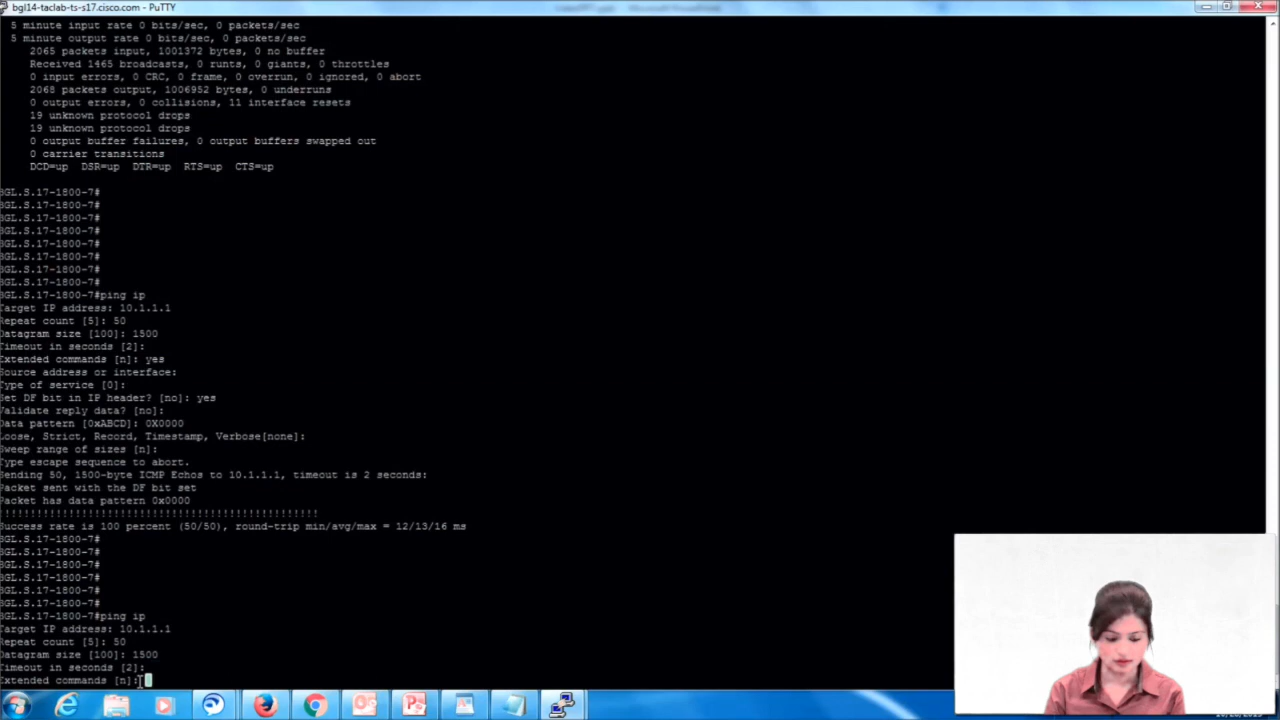 bgl14-taclab-ts-s17.cisco.com - PuTTY
5 minute input rate 0 bits/sec, 0 packets/sec
5 minute output rate 0 bits/sec, 0 packets/sec
2065 packets input, 1001372 bytes, 0 no buffer
Received 1465 broadcasts, 0 runts, 0 giants, 0 throttles
0 input errors, 0 CRC, 0 frame, 0 overrun, 0 ignored, 0 abort
2068 packets output, 1006952 bytes, 0 underruns
0 output errors, 0 collisions, 11 interface resets
19 unknown protocol drops
19 unknown protocol drops
0 output buffer failures, 0 output buffers swapped out
0 carrier transitions
DCD=up DSR=up DTR=up RTS=up CTS=up
BGL.S.17-1800-7#
BGL.S.17-1800-7#
BGL.S.17-1800-7#
BGL.S.17-1800-7#
BGL.S.17-1800-7#
BGL.S.17-1800-7#
BGL.S.17-1800-7#
BGL.S.17-1800-7#
BGL.S.17-1800-7#ping ip
Target IP address: 10.1.1.1
Repeat count [5]: 50
Datagram size [100]: 1500
Timeout in seconds [2]:
Extended commands [n]: yes
Source address or interface:
Type of service [0]:
Set DF bit in IP header? [no]: yes
Validate reply data? [no]:
Data pattern [0xABCD]: 0X0000
Loose, Strict, Record, Timestamp, Verbose[none]:
Sweep range of sizes [n]:
Type escape sequence to abort.
Sending 50, 1500-byte ICMP Echos to 10.1.1.1, timeout is 2 seconds:
Packet sent with the DF bit set
Packet has data pattern 0x0000
!!!!!!!!!!!!!!!!!!!!!!!!!!!!!!!!!!!!!!!!!!!!!!!!!!
Success rate is 100 percent (50/50), round-trip min/avg/max = 12/13/16 ms
BGL.S.17-1800-7#
BGL.S.17-1800-7#
BGL.S.17-1800-7#
BGL.S.17-1800-7#
BGL.S.17-1800-7#
BGL.S.17-1800-7#
BGL.S.17-1800-7#ping ip
Target IP address: 10.1.1.1
Repeat count [5]: 50
Datagram size [100]: 1500
Timeout in seconds [2]:
Extended commands [n]: